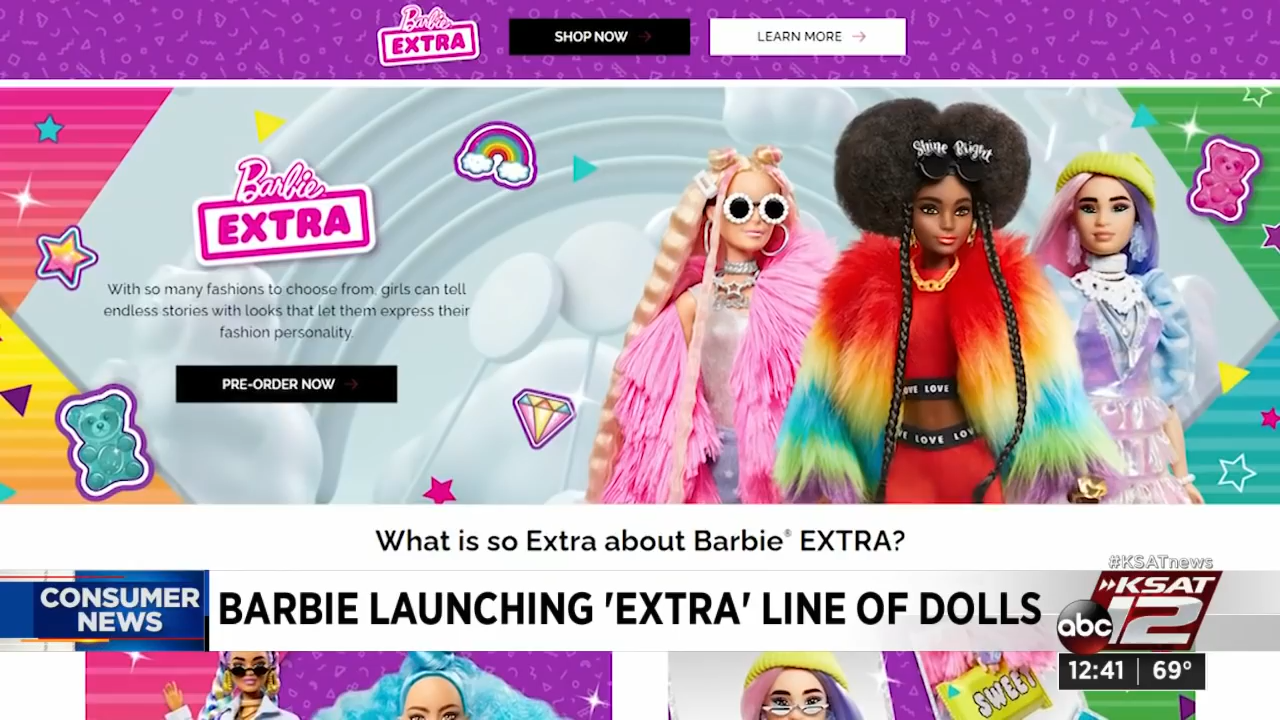 Barbie
EXTRA
SHOP NOW
LEARN MORE
Shine Bright
Barbie
EXTRA
With so many fashions to choose from, girls can tell
endless stories with looks that let them express their
fashion personality.
PRE-ORDER NOW
OVE LOVE
E LOVE LOV
What is so Extra about Barbie® EXTRA?
#KSATnews
CONSUMER
NEWS
BARBIE LAUNCHING 'EXTRA' LINE OF DOLLS
KSAT
abc 12
12:41 69°
SWEET